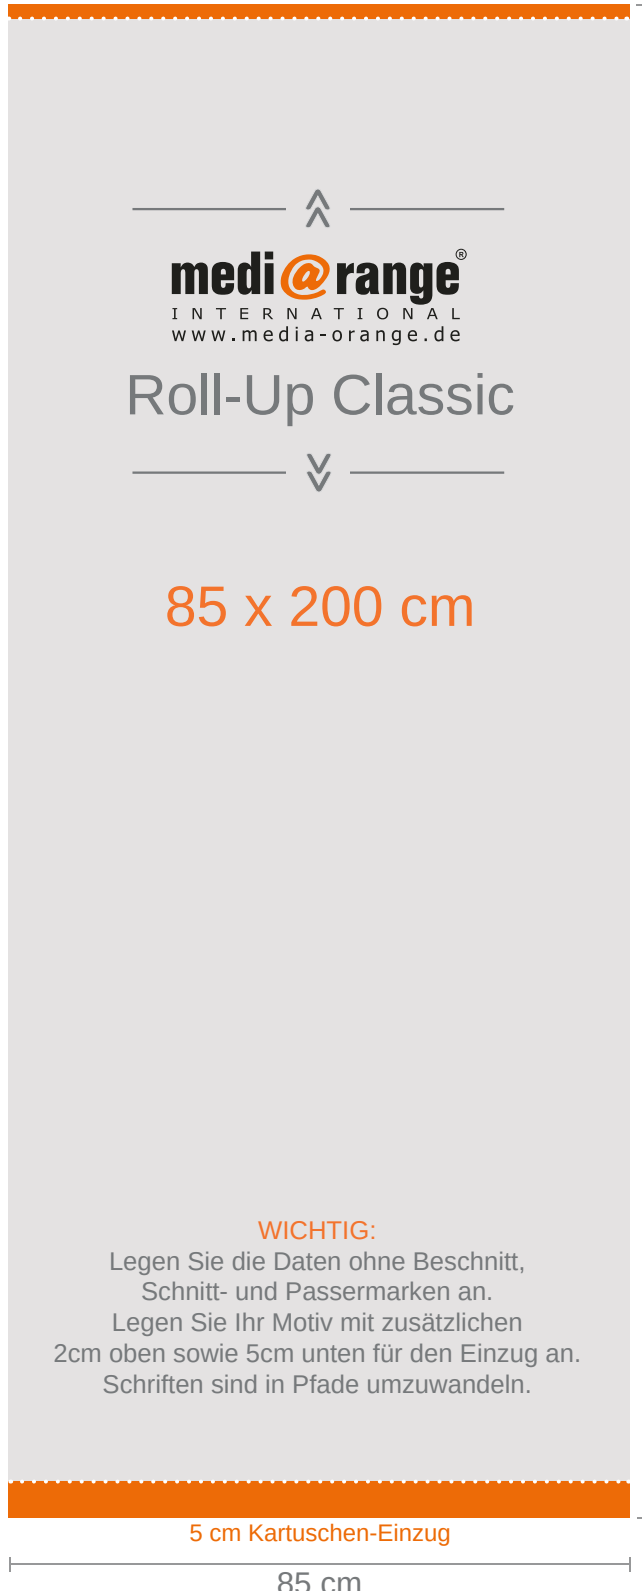 medi@range®
INTERNATIONAL
www.media-orange.de
Roll-Up Classic
85 x 200 cm
WICHTIG:
Legen Sie die Daten ohne Beschnitt,
Schnitt- und Passermarken an.
Legen Sie Ihr Motiv mit zusätzlichen
2cm oben sowie 5cm unten für den Einzug an.
Schriften sind in Pfade umzuwandeln.
5 cm Kartuschen-Einzug
85 cm